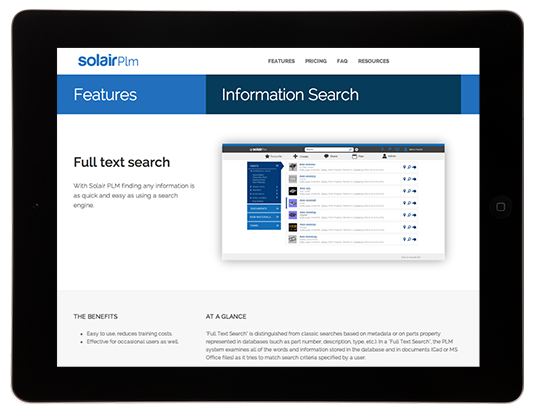 solairPlm
FEATURES PRICING FAQ RESOURCES
Features
Information Search
Full text search
With Solair PLM finding any information is
as quick and easy as using a search
engine.
THE BENEFITS
Easy to use, reduces training costs.
Effective for occasional users as well.
AT A GLANCE
"Full Text Search" is distinguished from classic searches based on metadata or on parts property
represented in databases (such as part number, description, type, etc.). In a "Full Text Search", the PLM
system examines all of the words and information stored in the database and in documents (Cad or MS
Office files) as it tries to match search criteria specified by a user.